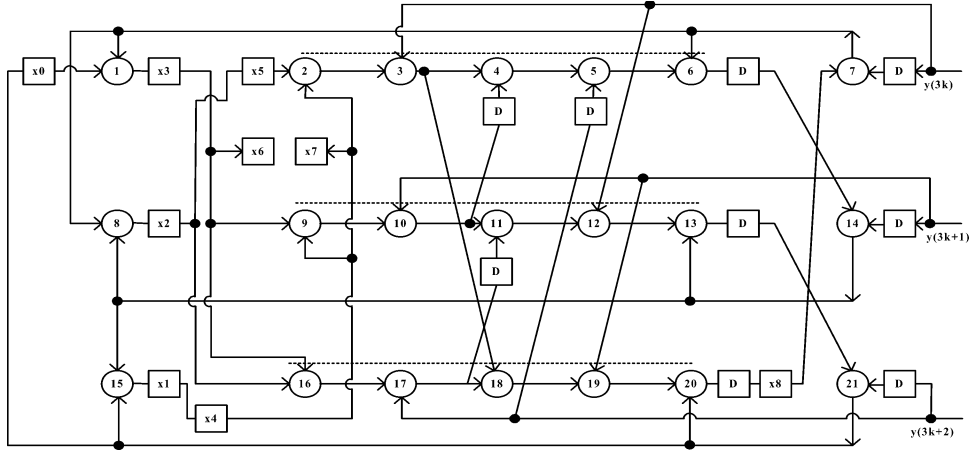 x0 1 x3 x5 2 3 4 5 6 D 7 D
y(3k)
D D
x6 x7
8 x2 9 10 11 12 13 D 14 D
y(3k+1)
D
15 x1 16 17 18 19 20 D x8 21 D
x4
y(3k+2)